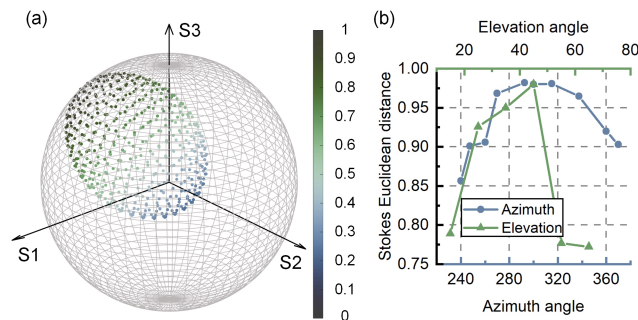 (a)
S3
S1
S2
1
0.9
0.8
0.7
0.6
0.5
0.4
0.3
0.2
0.1
0
(b)
Elevation angle
20 40 60 80
Stokes Euclidean distance
1.00
0.95
0.90
0.85
0.80
0.75
Azimuth
Elevation
240 280 320 360
Azimuth angle